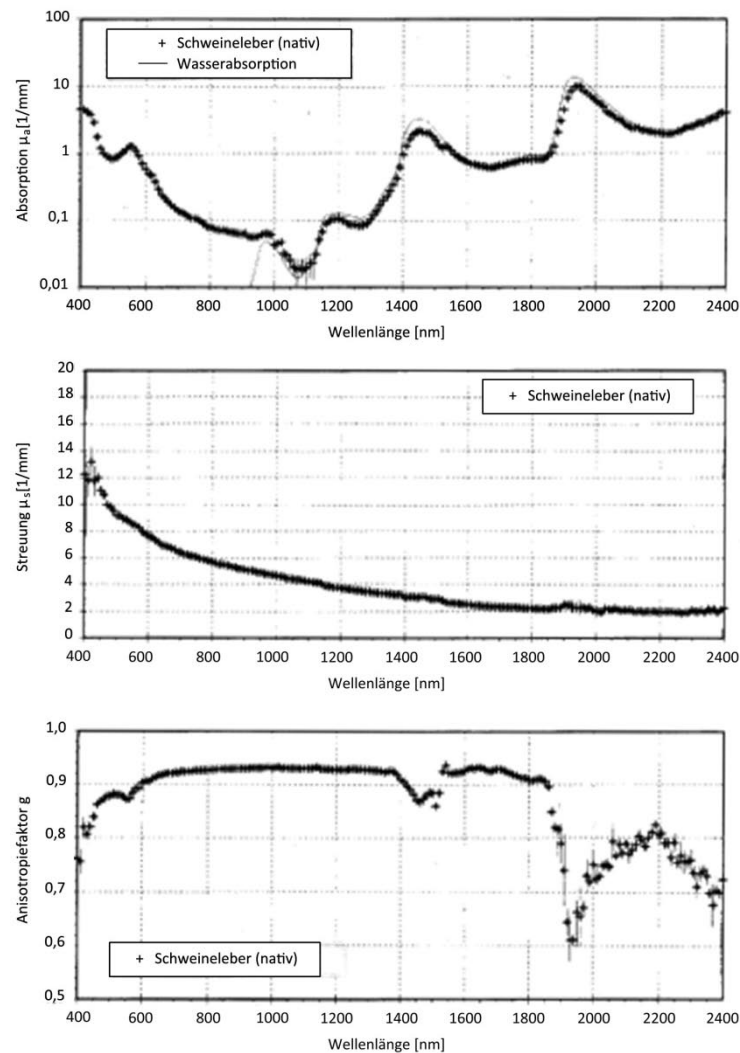 100
10
1
0,1
0,01
Absorption μa[1/mm]
+ Schweineleber (nativ)
Wasserabsorption
400 600 800 1000 1200 1400 1600 1800 2000 2200 2400
Wellenlänge [nm]
20
18
16
14
12
10
8
6
4
2
0
Streuung μs[1/mm]
+ Schweineleber (nativ)
400 600 800 1000 1200 1400 1600 1800 2000 2200 2400
Wellenlänge [nm]
1,0
0,9
0,8
0,7
0,6
0,5
Anisotropiefaktor g
+ Schweineleber (nativ)
400 600 800 1000 1200 1400 1600 1800 2000 2200 2400
Wellenlänge [nm]